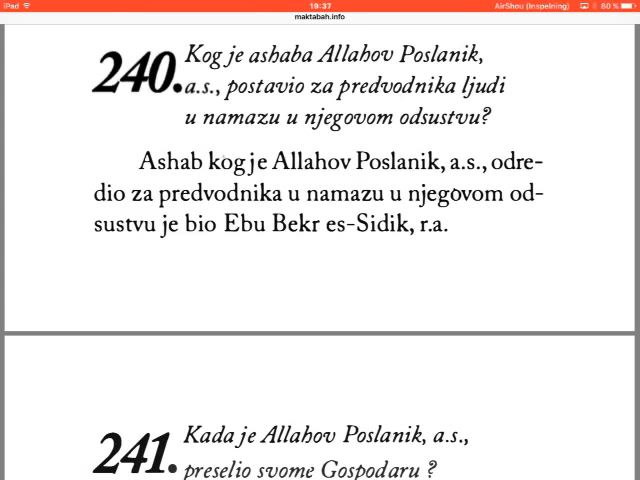 iPad 19:37 AirShou (Inspelning) 60 %
maktabah.info
240. Kog je ashaba Allahov Poslanik,
a.s., postavio za predvodnika ljudi
u namazu u njegovom odsustvu?
Ashab kog je Allahov Poslanik, a.s., odre-
dio za predvodnika u namazu u njegovom od-
sustvu je bio Ebu Bekr es-Sidik, r.a.
241. Kada je Allahov Poslanik, a.s.,
preselio svome Gospodaru ?